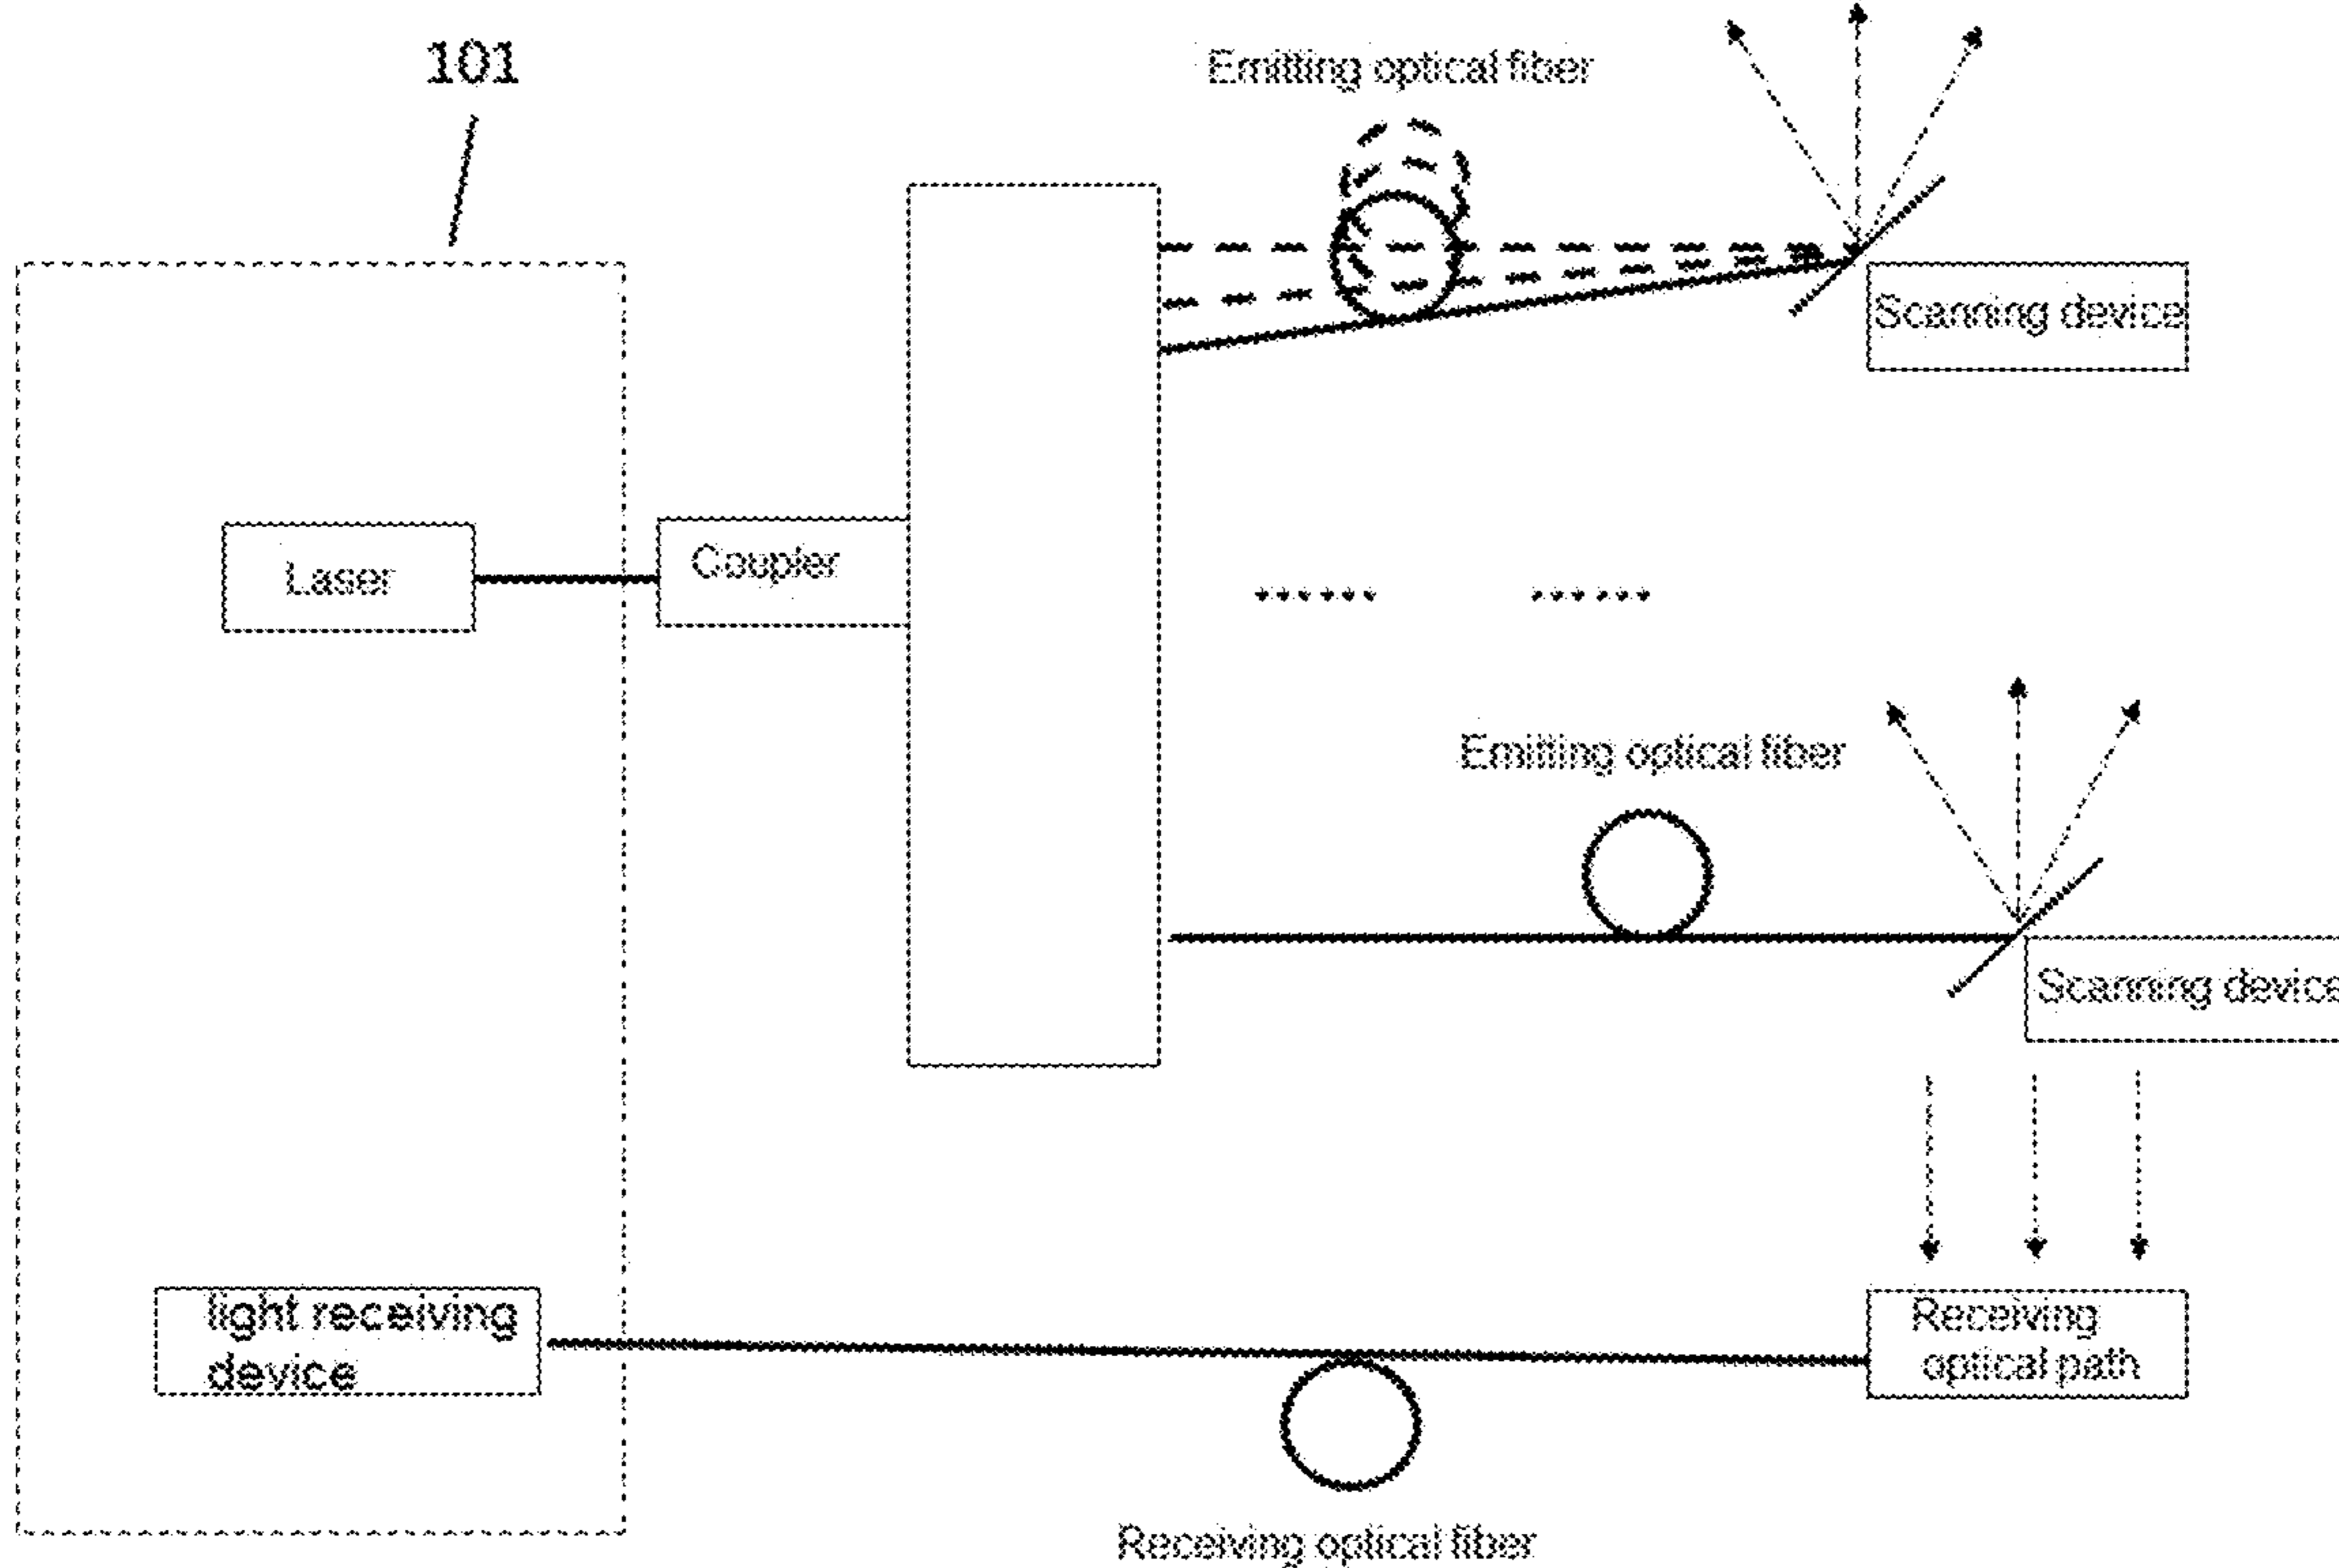 101
Emitting optical fiber
Scanning device
Laser
Coupler
......
......
Emitting optical fiber
Scanning device
light receiving
device
Receiving
optical path
Receiving optical fiber